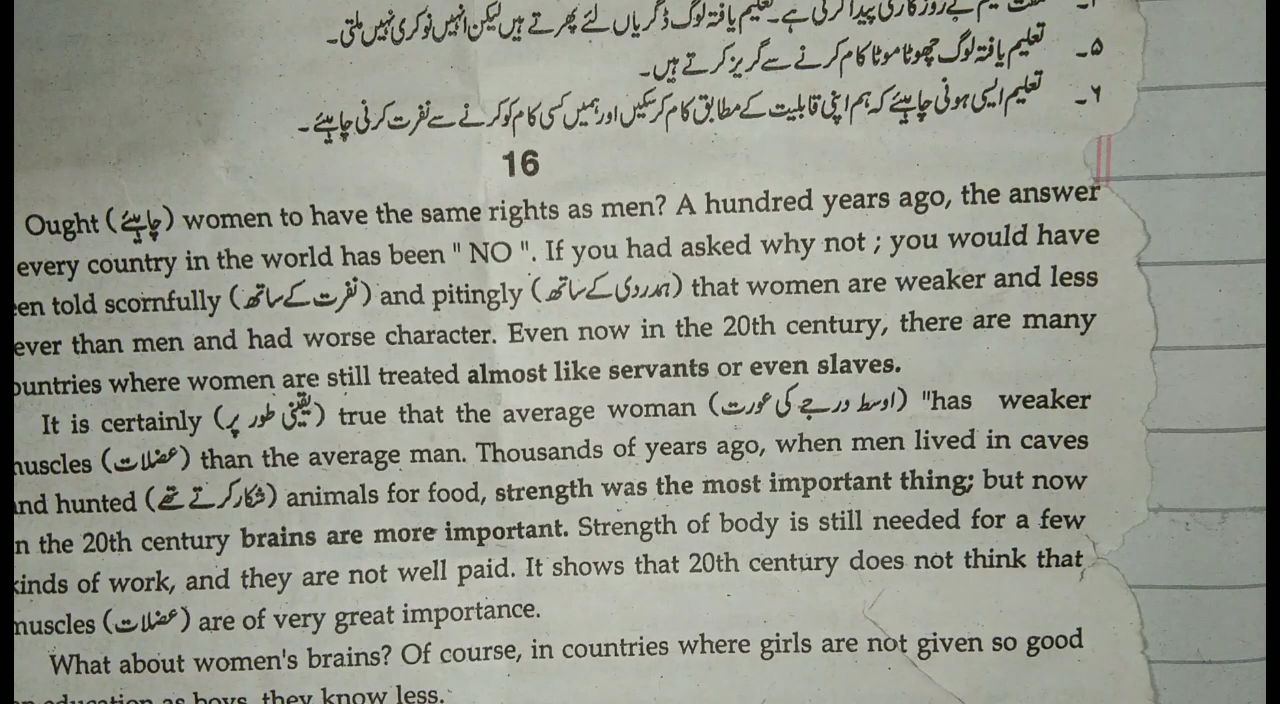 بے روزگاری پیدا کرتی ہے۔ تعلیم یافتہ لوگ ڈگریاں لئے پھرتے ہیں لیکن انہیں نوکری نہیں ملتی۔
۵۔ تعلیم یافتہ لوگ چھوٹا موٹا کام کرنے سے گریز کرتے ہیں۔
۶۔ تعلیم ایسی ہونی چاہیئے کہ ہم اپنی قابلیت کے مطابق کام کر سکیں اور ہمیں کسی کام کو کرنے سے نفرت کرنی چاہیئے۔
16
Ought (چاہیئے) women to have the same rights as men? A hundred years ago, the answer
every country in the world has been " NO ". If you had asked why not ; you would have
en told scornfully (نفرت کے ساتھ) and pitingly (ہمدردی کے ساتھ) that women are weaker and less
ever than men and had worse character. Even now in the 20th century, there are many
ountries where women are still treated almost like servants or even slaves.
It is certainly (یقینی طور پر) true that the average woman (اوسط درجے کی عورت) "has weaker
nuscles (عضلات) than the average man. Thousands of years ago, when men lived in caves
nd hunted (شکار کرتے تھے) animals for food, strength was the most important thing; but now
n the 20th century brains are more important. Strength of body is still needed for a few
kinds of work, and they are not well paid. It shows that 20th century does not think that
nuscles (عضلات) are of very great importance.
What about women's brains? Of course, in countries where girls are not given so good
education as boys, they know less.